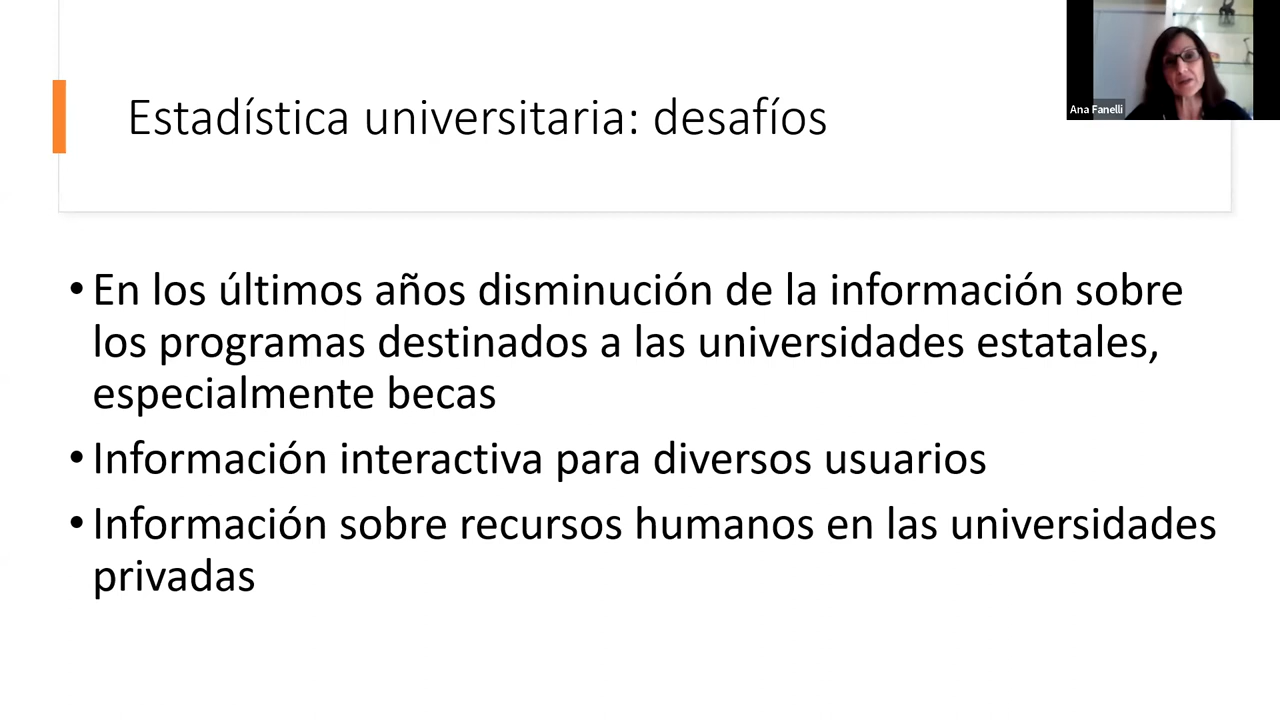 Estadística universitaria: desafíos
Ana Fanelli
• En los últimos años disminución de la información sobre
los programas destinados a las universidades estatales,
especialmente becas
• Información interactiva para diversos usuarios
• Información sobre recursos humanos en las universidades
privadas